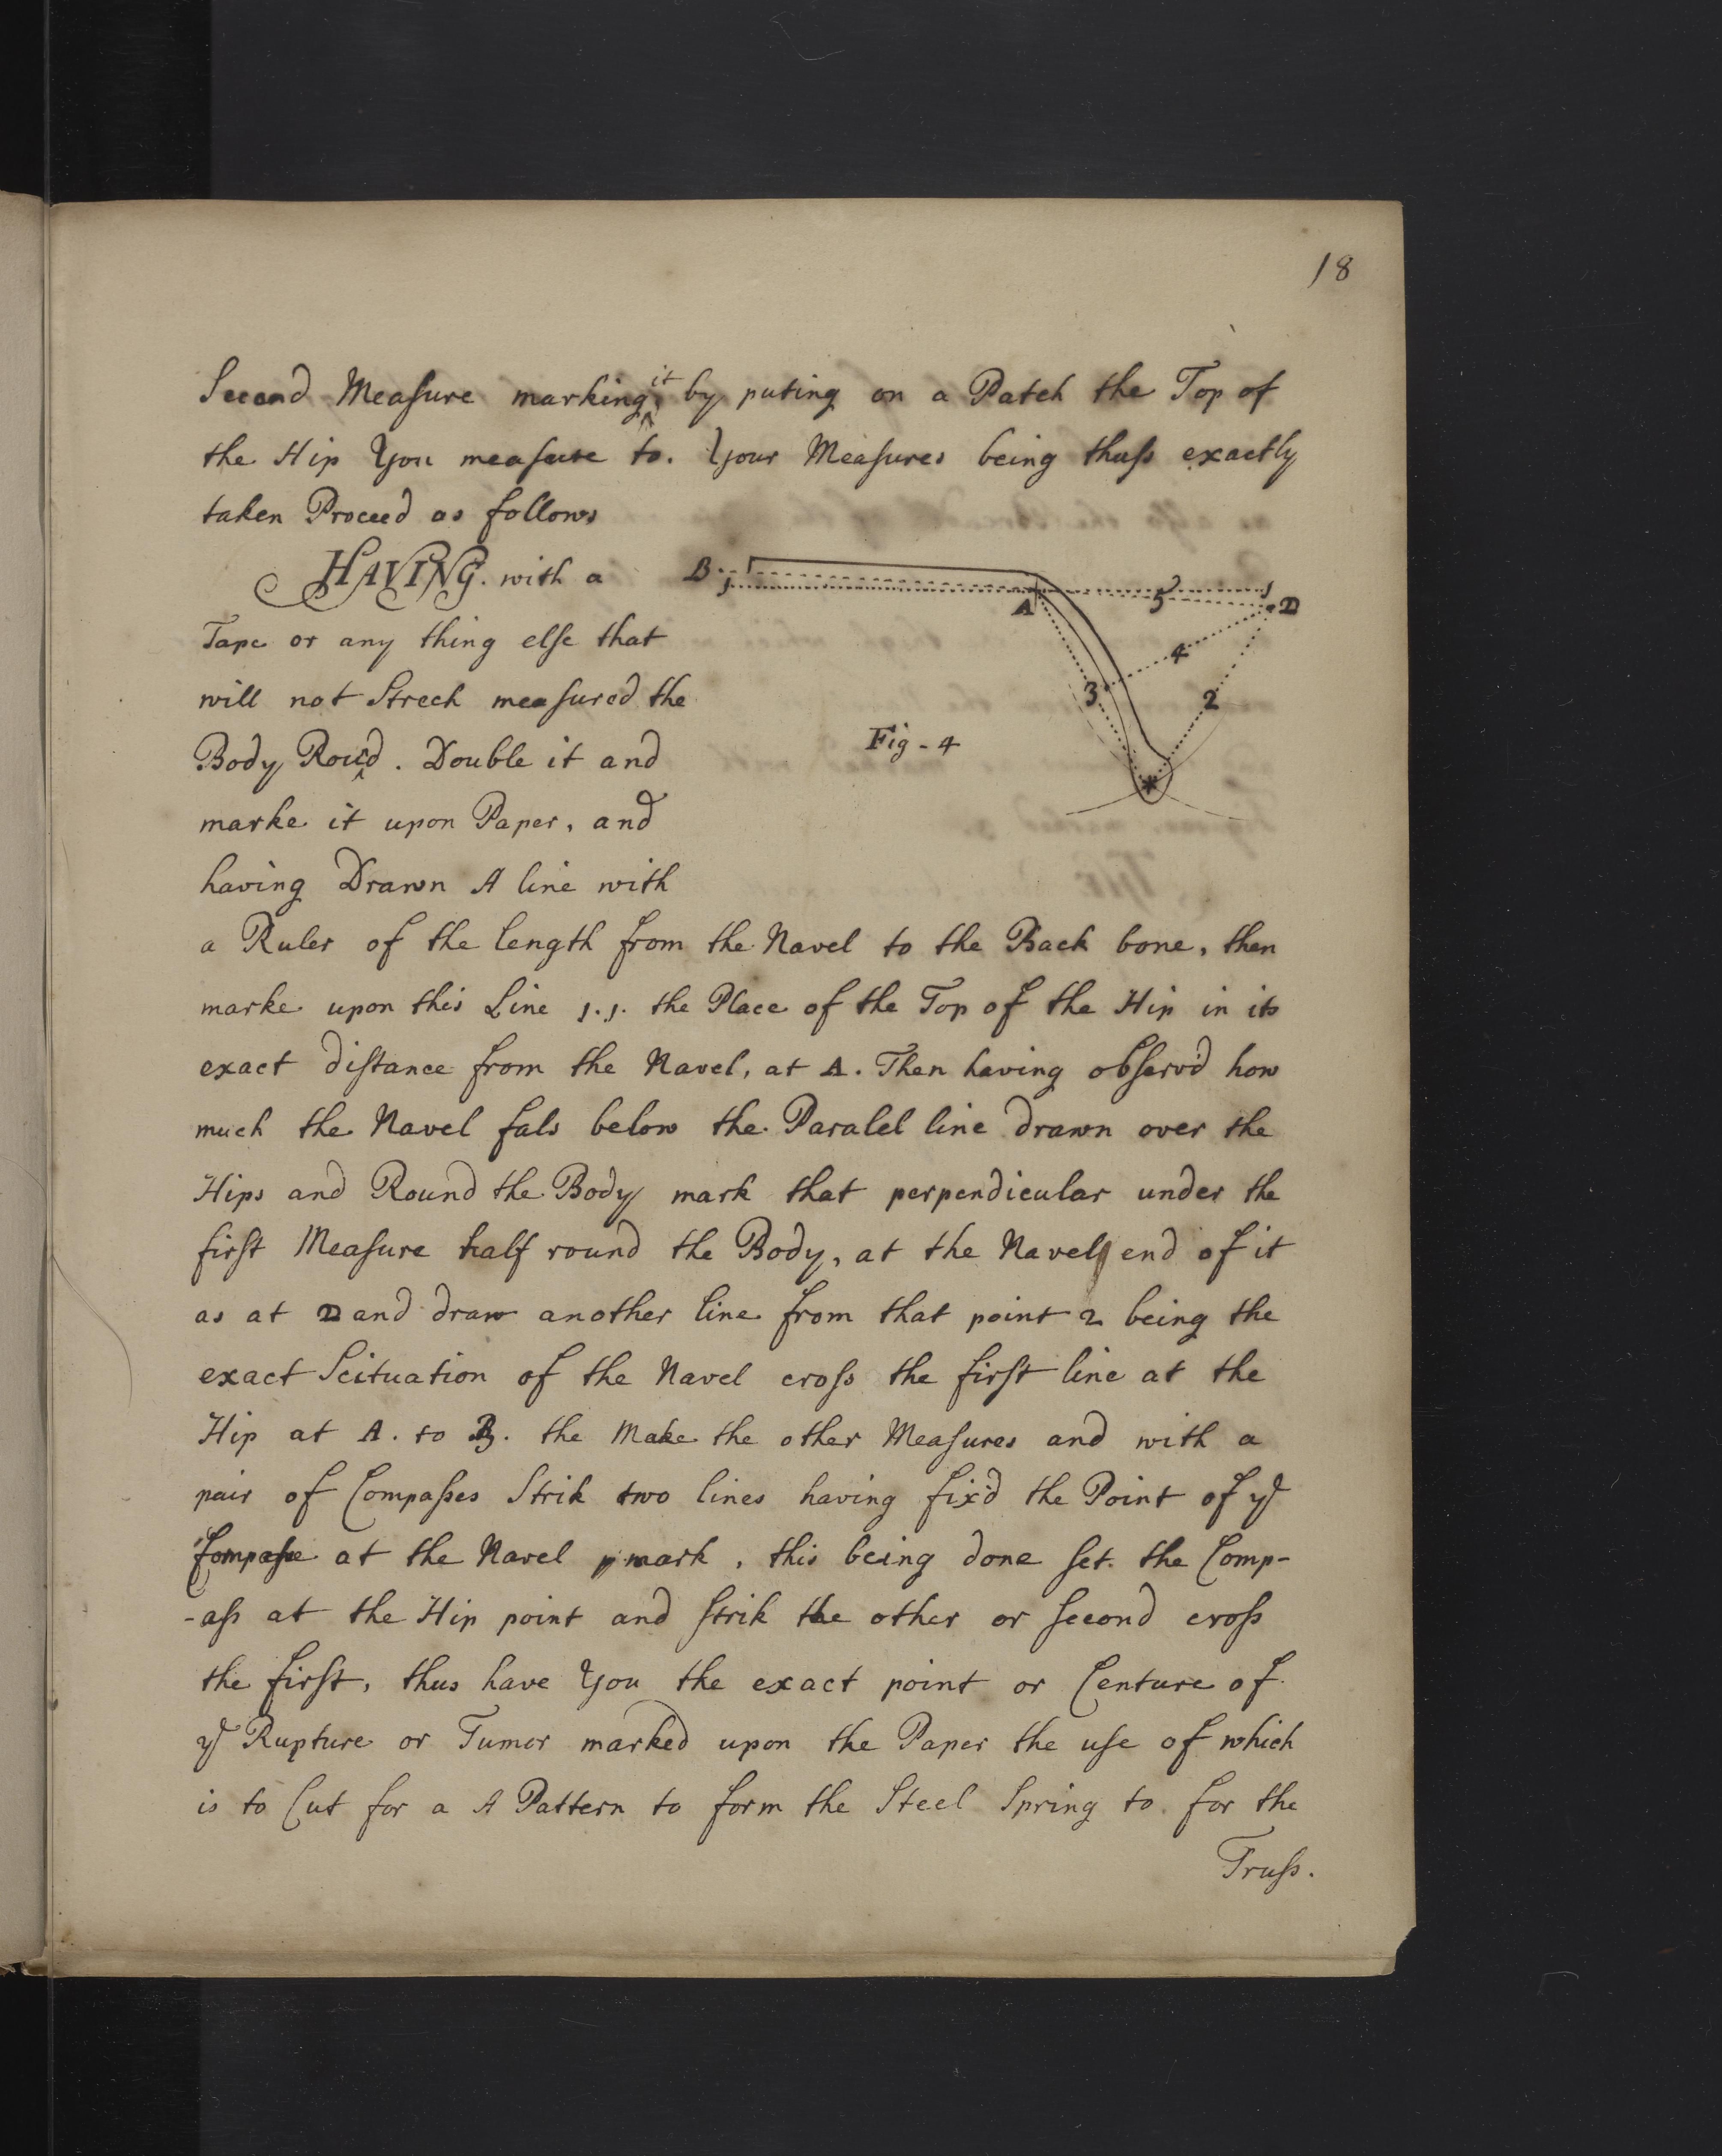 18
Second Measure marking it by puting on a Patch the Top of
the Hip You measure to. Your Measures being thuss exactly
taken Proceed as follows
HAVING. with a
Tape or any thing else that
will not Strech measured the
Body Round. Double it and
marke it upon Paper, and
having Drawn A line with
B 1 A 5 1 D
4
3 2
Fig - 4
a Ruler of the length from the Navel to the Back bone, then
marke upon this Line 1.1. the Place of the Top of the Hip in its
exact distance from the Navel, at A. Then having observ'd how
much the Navel fals below the Paralel line drawn over the
Hips and Round the Body mark that perpendicular under the
first Measure half round the Body, at the Navel end of it
as at D and draw another line from that point 2 being the
exact Scituation of the Navel cross the first line at the
Hip at A. to B. the Make the other Measures and with a
pair of Compasses Strik two lines having fix'd the Point of ye
Compasse at the Navel mark, this being done set the Comp-
-ass at the Hip point and strik the other or second cross
the first, thus have You the exact point or Centure of
ye Rupture or Tumor marked upon the Paper the use of which
is to Cut for a A Pattern to form the Steel Spring to for the
Truss.